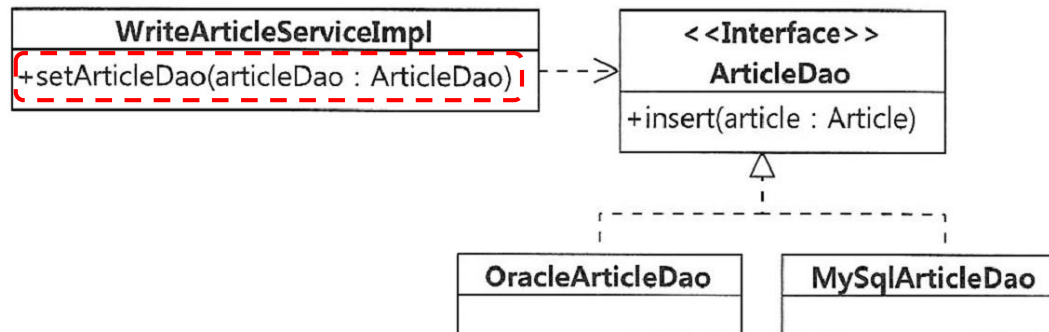 WriteArticleServiceImpl
+setArticleDao(articleDao : ArticleDao)
<<Interface>>
ArticleDao
+insert(article : Article)
OracleArticleDao
MySqlArticleDao